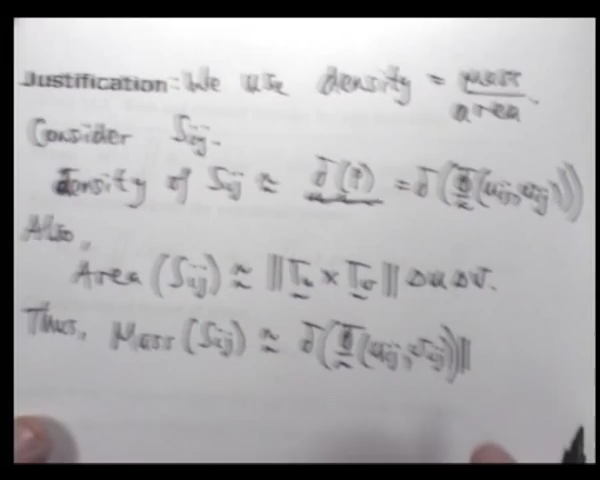 Justification: We use density = mass/area.
Consider Sij.
Density of Sij ≈ δ(P) = δ(Φ(uij, vij))
Also,
Area (Sij) ≈ ||Tu × Tv|| Δu Δv.
Thus, Mass (Sij) ≈ δ(Φ(uij, vij))||